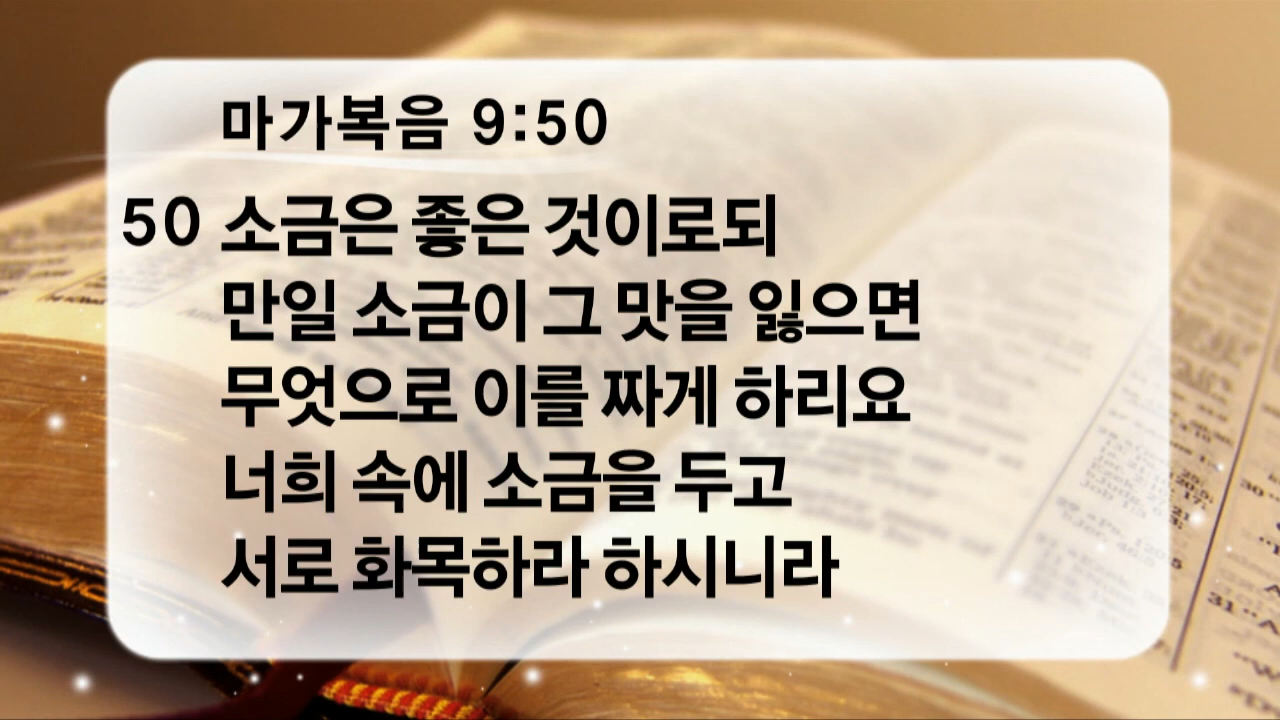 마가복음 9:50
50 소금은 좋은 것이로되
만일 소금이 그 맛을 잃으면
무엇으로 이를 짜게 하리요
너희 속에 소금을 두고
서로 화목하라 하시니라